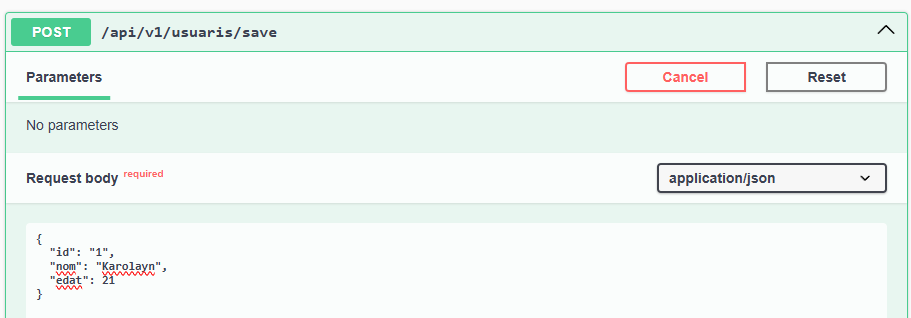 POST /api/v1/usuaris/save
Parameters Cancel Reset
No parameters
Request body required application/json
{
"id": "1",
"nom": "Karolayn",
"edat": 21
}